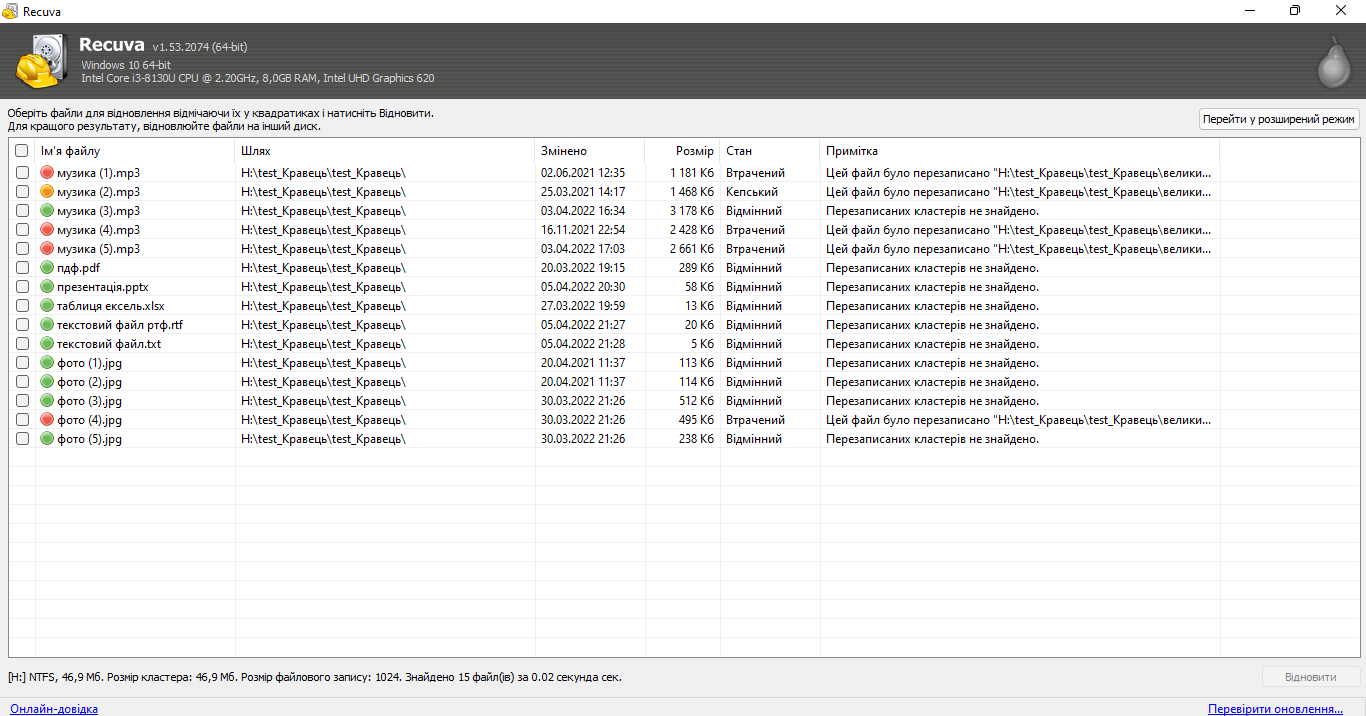 Recuva
Recuva v1.53.2074 (64-bit)
Windows 10 64-bit
Intel Core i3-8130U CPU @ 2.20GHz, 8,0GB RAM, Intel UHD Graphics 620
Оберіть файли для відновлення відмічаючи їх у квадратиках і натисніть Відновити.
Для кращого результату, відновлюйте файли на інший диск.
Перейти у розширений режим
Ім'я файлу Шлях Змінено Розмір Стан Примітка
музика (1).mp3 H:\test_Кравець\test_Кравець\ 02.06.2021 12:35 1 181 Кб Втрачений Цей файл було перезаписано "H:\test_Кравець\test_Кравець\велики...
музика (2).mp3 H:\test_Кравець\test_Кравець\ 25.03.2021 14:17 1 468 Кб Кепський Цей файл було перезаписано "H:\test_Кравець\test_Кравець\велики...
музика (3).mp3 H:\test_Кравець\test_Кравець\ 03.04.2022 16:34 3 178 Кб Відмінний Перезаписаних кластерів не знайдено.
музика (4).mp3 H:\test_Кравець\test_Кравець\ 16.11.2021 22:54 2 428 Кб Втрачений Цей файл було перезаписано "H:\test_Кравець\test_Кравець\велики...
музика (5).mp3 H:\test_Кравець\test_Кравець\ 03.04.2022 17:03 2 661 Кб Втрачений Цей файл було перезаписано "H:\test_Кравець\test_Кравець\велики...
пдф.pdf H:\test_Кравець\test_Кравець\ 20.03.2022 19:15 289 Кб Відмінний Перезаписаних кластерів не знайдено.
презентація.pptx H:\test_Кравець\test_Кравець\ 05.04.2022 20:30 58 Кб Відмінний Перезаписаних кластерів не знайдено.
таблиця ексель.xlsx H:\test_Кравець\test_Кравець\ 27.03.2022 19:59 13 Кб Відмінний Перезаписаних кластерів не знайдено.
текстовий файл ртф.rtf H:\test_Кравець\test_Кравець\ 05.04.2022 21:27 20 Кб Відмінний Перезаписаних кластерів не знайдено.
текстовий файл.txt H:\test_Кравець\test_Кравець\ 05.04.2022 21:28 5 Кб Відмінний Перезаписаних кластерів не знайдено.
фото (1).jpg H:\test_Кравець\test_Кравець\ 20.04.2021 11:37 113 Кб Відмінний Перезаписаних кластерів не знайдено.
фото (2).jpg H:\test_Кравець\test_Кравець\ 20.04.2021 11:37 114 Кб Відмінний Перезаписаних кластерів не знайдено.
фото (3).jpg H:\test_Кравець\test_Кравець\ 30.03.2022 21:26 512 Кб Відмінний Перезаписаних кластерів не знайдено.
фото (4).jpg H:\test_Кравець\test_Кравець\ 30.03.2022 21:26 495 Кб Втрачений Цей файл було перезаписано "H:\test_Кравець\test_Кравець\велики...
фото (5).jpg H:\test_Кравець\test_Кравець\ 30.03.2022 21:26 238 Кб Відмінний Перезаписаних кластерів не знайдено.
[H:] NTFS, 46,9 Мб. Розмір кластера: 46,9 Мб. Розмір файлового запису: 1024. Знайдено 15 файл(ів) за 0.02 секунда сек.
Відновити
Онлайн-довідка
Перевірити оновлення...